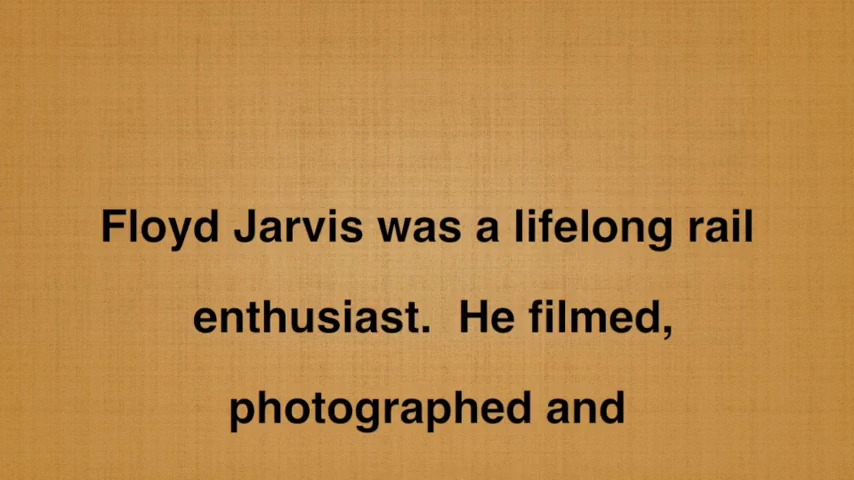 Floyd Jarvis was a lifelong rail
enthusiast.  He filmed,
photographed and